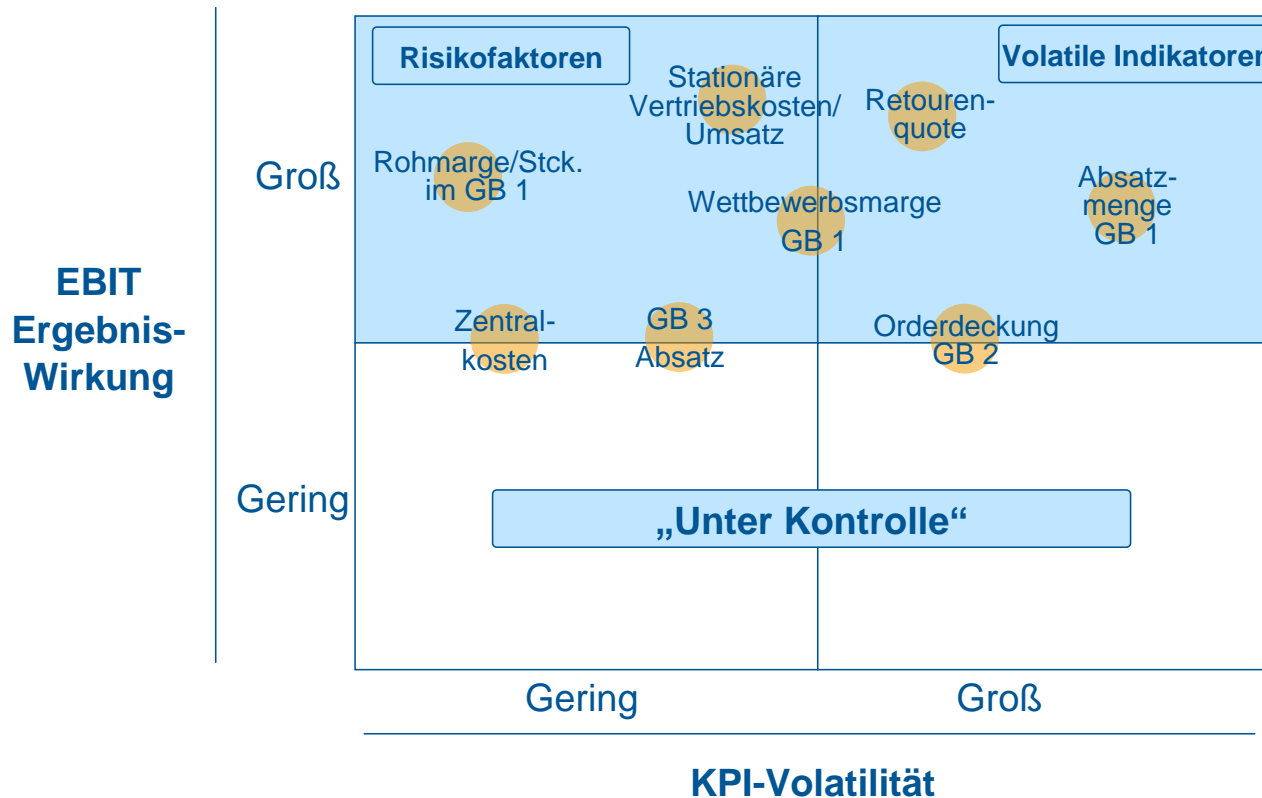 Risikofaktoren
Volatile Indikatoren
Stationäre
Vertriebskosten/
Umsatz
Retouren-
quote
Rohmarge/Stck.
im GB 1
Groß
Absatz-
menge
GB 1
Wettbewerbsmarge
GB 1
EBIT
Ergebnis-
Wirkung
Zentral-
kosten
GB 3
Absatz
Orderdeckung
GB 2
Gering
„Unter Kontrolle“
Gering
Groß
KPI-Volatilität